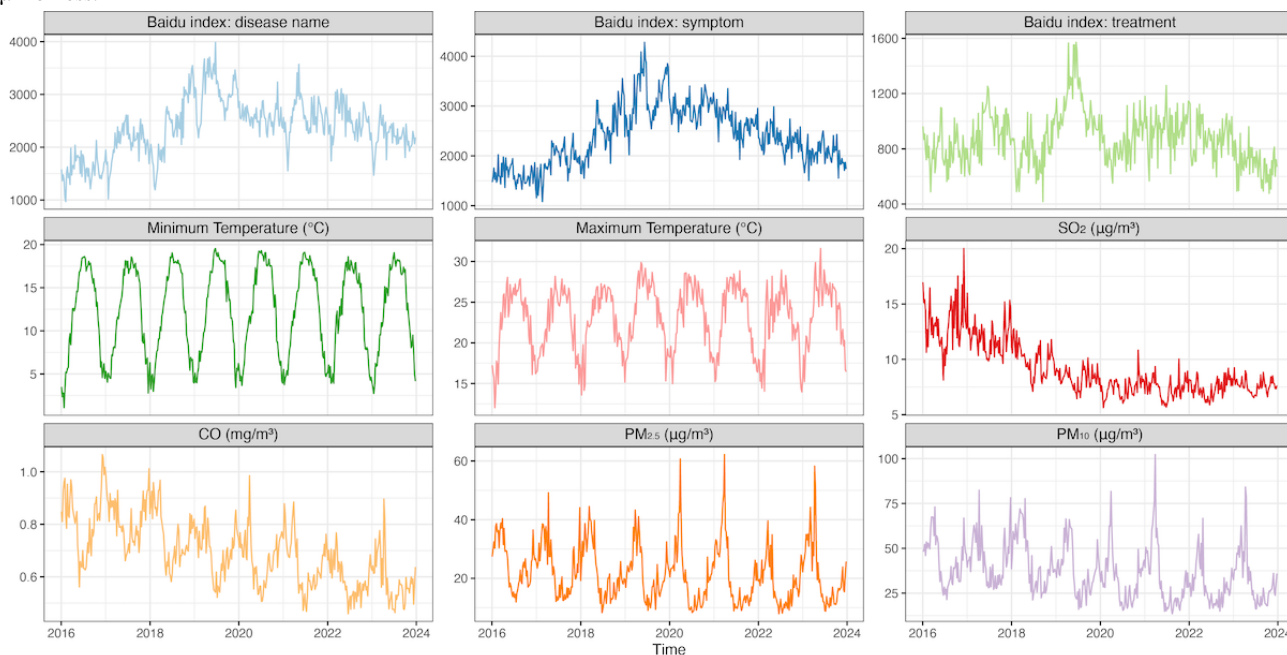 Baidu index: disease name
4000
3000
2000
1000
Baidu index: symptom
4000
3000
2000
1000
Baidu index: treatment
1600
1200
800
400
Minimum Temperature (°C)
20
15
10
5
Maximum Temperature (°C)
30
25
20
15
SO₂ (µg/m³)
20
15
10
5
CO (mg/m³)
1.0
0.8
0.6
2016 2018 2020 2022 2024
PM₂.₅ (µg/m³)
60
40
20
2016 2018 2020 2022 2024
PM₁₀ (µg/m³)
100
75
50
25
2016 2018 2020 2022 2024
Time